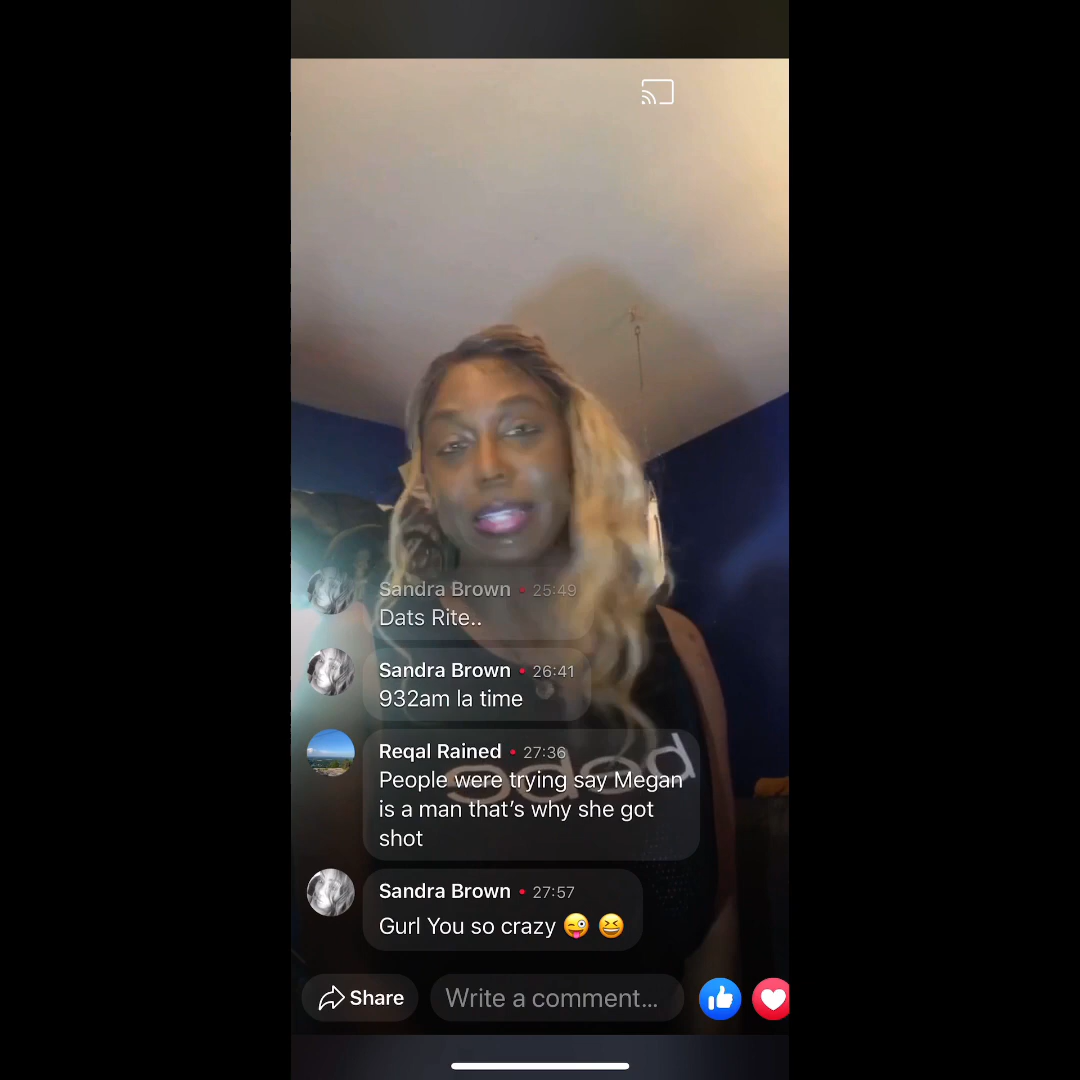 Sandra Brown • 25:49
Dats Rite..
Sandra Brown • 26:41
932am la time
Reqal Rained • 27:36
People were trying say Megan
is a man that's why she got
shot
Sandra Brown • 27:57
Gurl You so crazy 😜 😆
Share
Write a comment...